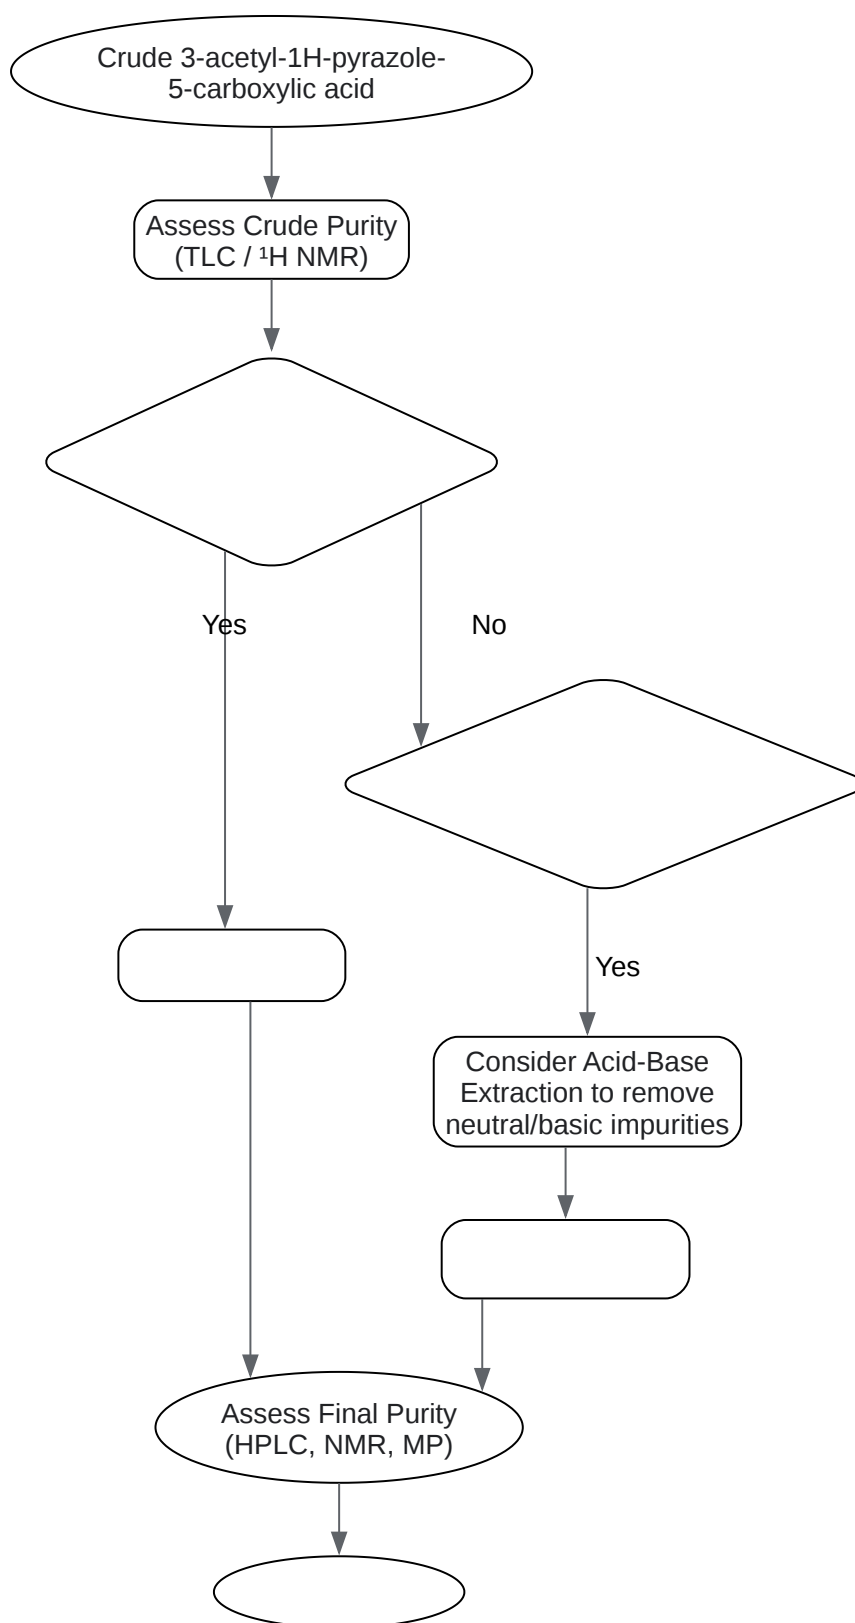 Crude 3-acetyl-1H-pyrazole-
5-carboxylic acid
Assess Crude Purity
(TLC / ¹H NMR)
Yes
No
Yes
Consider Acid-Base
Extraction to remove
neutral/basic impurities
Assess Final Purity
(HPLC, NMR, MP)